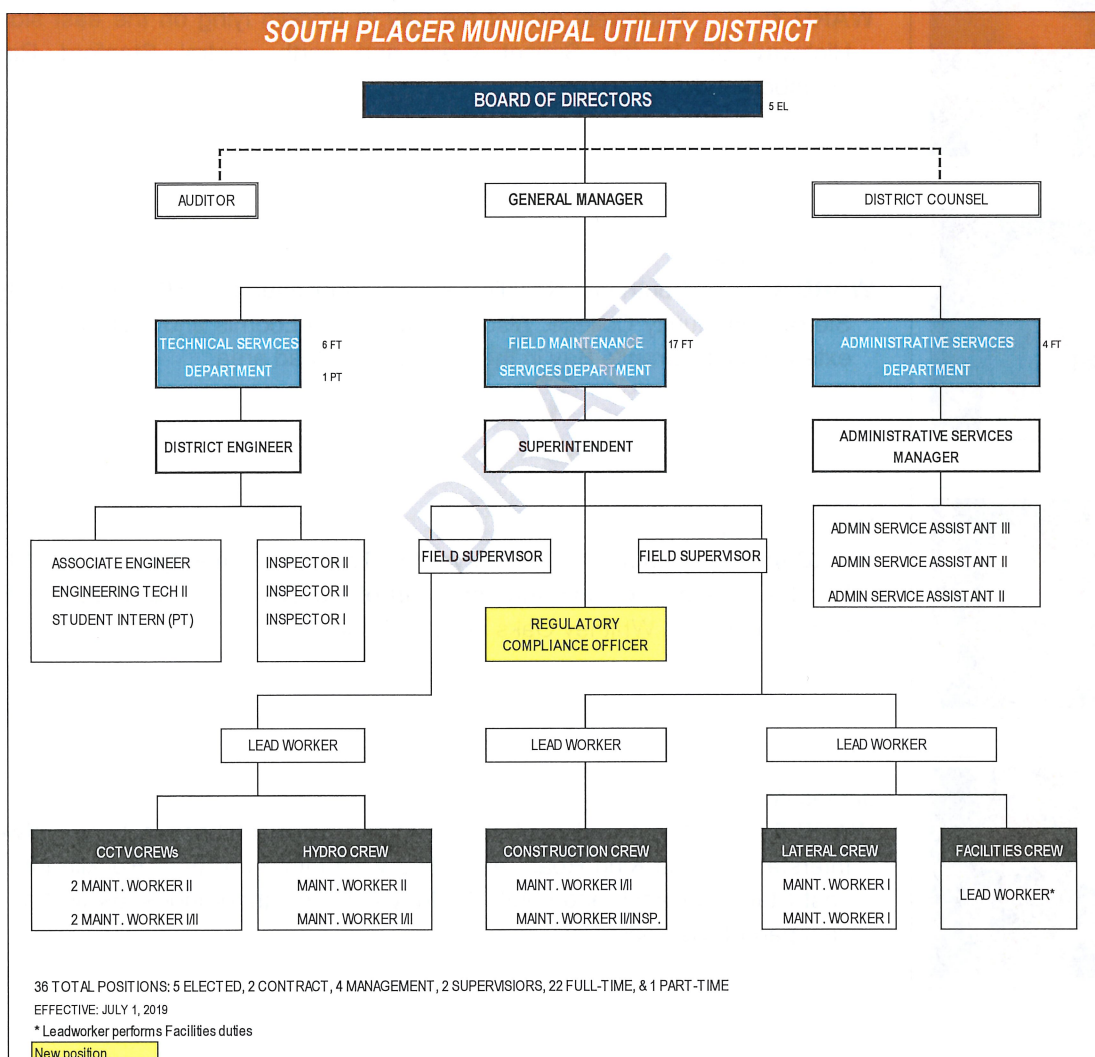 SOUTH PLACER MUNICIPAL UTILITY DISTRICT
BOARD OF DIRECTORS
5 EL
AUDITOR
GENERAL MANAGER
DISTRICT COUNSEL
TECHNICAL SERVICES
DEPARTMENT
6 FT
1 PT
FIELD MAINTENANCE
SERVICES DEPARTMENT
17 FT
ADMINISTRATIVE SERVICES
DEPARTMENT
4 FT
DISTRICT ENGINEER
SUPERINTENDENT
ADMINISTRATIVE SERVICES
MANAGER
ASSOCIATE ENGINEER
ENGINEERING TECH II
STUDENT INTERN (PT)
INSPECTOR II
INSPECTOR II
INSPECTOR I
FIELD SUPERVISOR
FIELD SUPERVISOR
ADMIN SERVICE ASSISTANT III
ADMIN SERVICE ASSISTANT II
ADMIN SERVICE ASSISTANT II
REGULATORY
COMPLIANCE OFFICER
DRAFT
LEAD WORKER
LEAD WORKER
LEAD WORKER
CCTV CREWs
2 MAINT. WORKER II
2 MAINT. WORKER I/II
HYDRO CREW
MAINT. WORKER II
MAINT. WORKER I/II
CONSTRUCTION CREW
MAINT. WORKER I/II
MAINT. WORKER II/INSP.
LATERAL CREW
MAINT. WORKER I
MAINT. WORKER I
FACILITIES CREW
LEAD WORKER*
36 TOTAL POSITIONS: 5 ELECTED, 2 CONTRACT, 4 MANAGEMENT, 2 SUPERVISIORS, 22 FULL-TIME, & 1 PART-TIME
EFFECTIVE: JULY 1, 2019
* Leadworker performs Facilities duties
New position